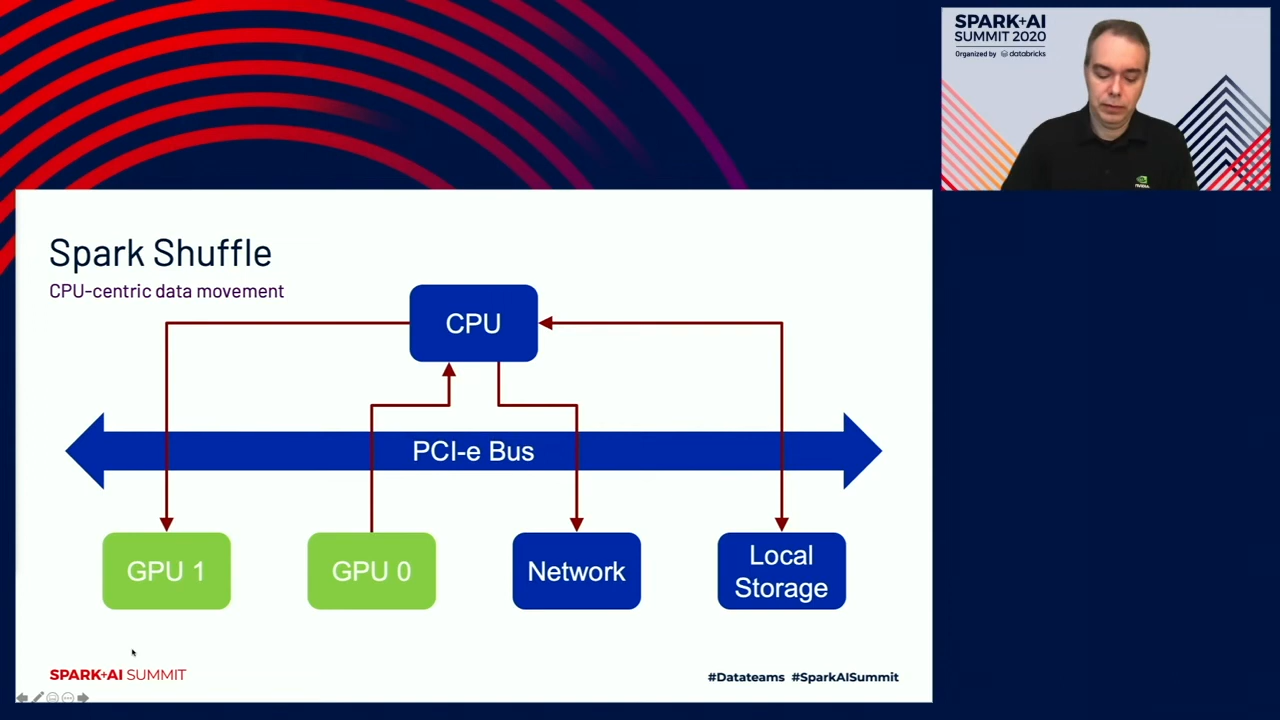 SPARK+AI
SUMMIT 2020
Organized by databricks
NVIDIA
Spark Shuffle
CPU-centric data movement
CPU
PCI-e Bus
GPU 1
GPU 0
Network
Local
Storage
SPARK+AI SUMMIT
#Datateams #SparkAISummit